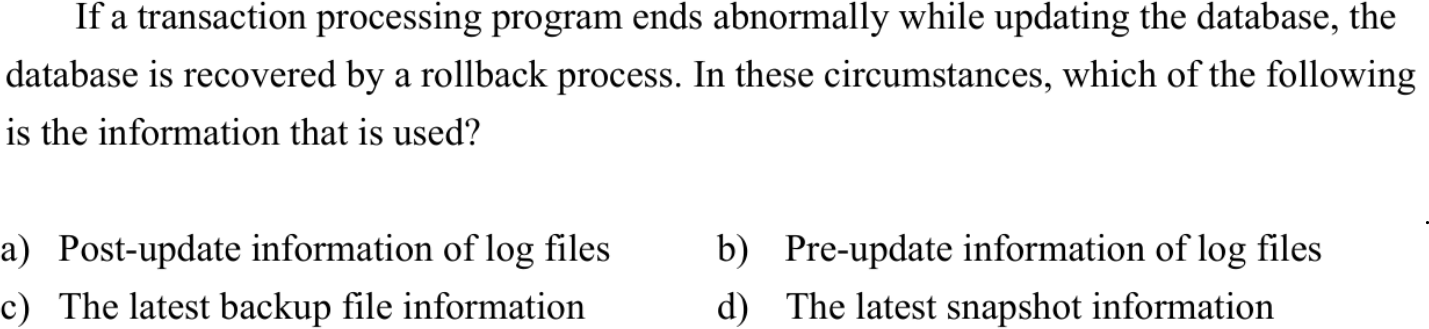 If a transaction processing program ends abnormally while updating the database, the
database is recovered by a rollback process. In these circumstances, which of the following
is the information that is used?
a) Post-update information of log files b) Pre-update information of log files
c) The latest backup file information d) The latest snapshot information